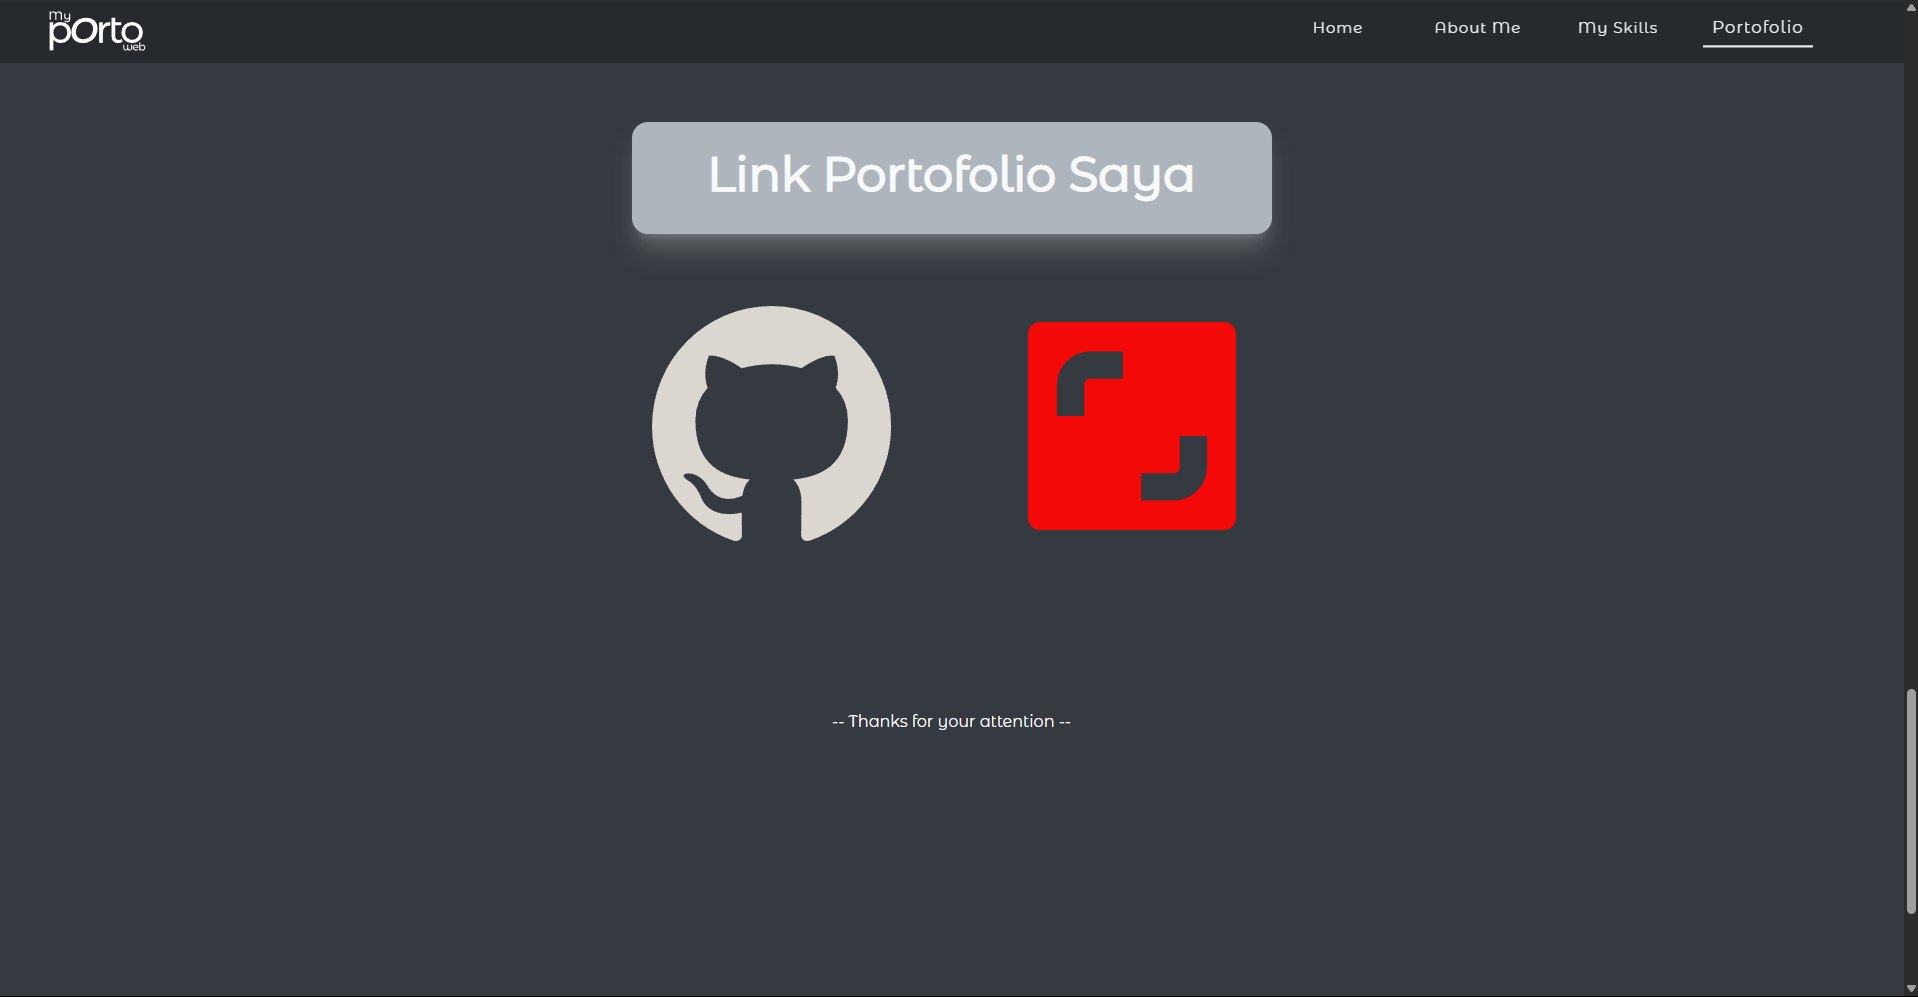 my
pOrto
web
Home
About Me
My Skills
Portofolio
Link Portofolio Saya
-- Thanks for your attention --